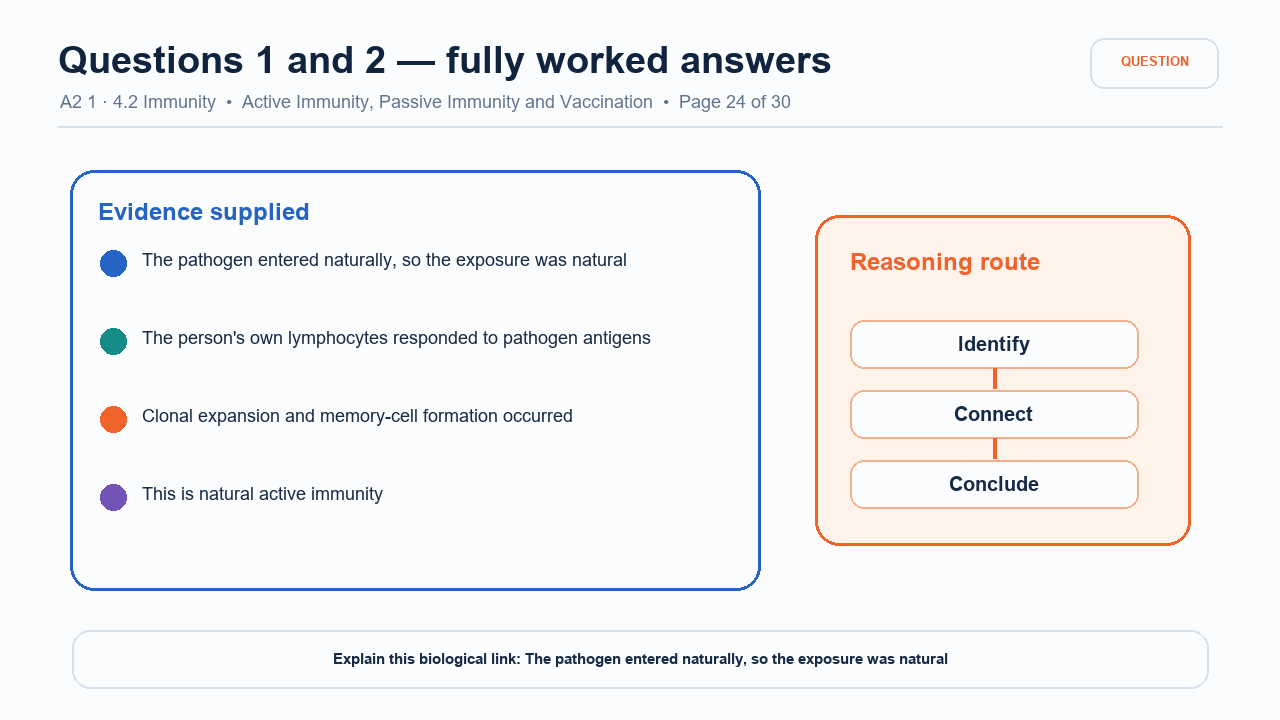 Questions 1 and 2 — fully worked answers
QUESTION
A2 1 · 4.2 Immunity • Active Immunity, Passive Immunity and Vaccination • Page 24 of 30
Evidence supplied
The pathogen entered naturally, so the exposure was natural
The person's own lymphocytes responded to pathogen antigens
Clonal expansion and memory-cell formation occurred
This is natural active immunity
Reasoning route
Identify
Connect
Conclude
Explain this biological link: The pathogen entered naturally, so the exposure was natural